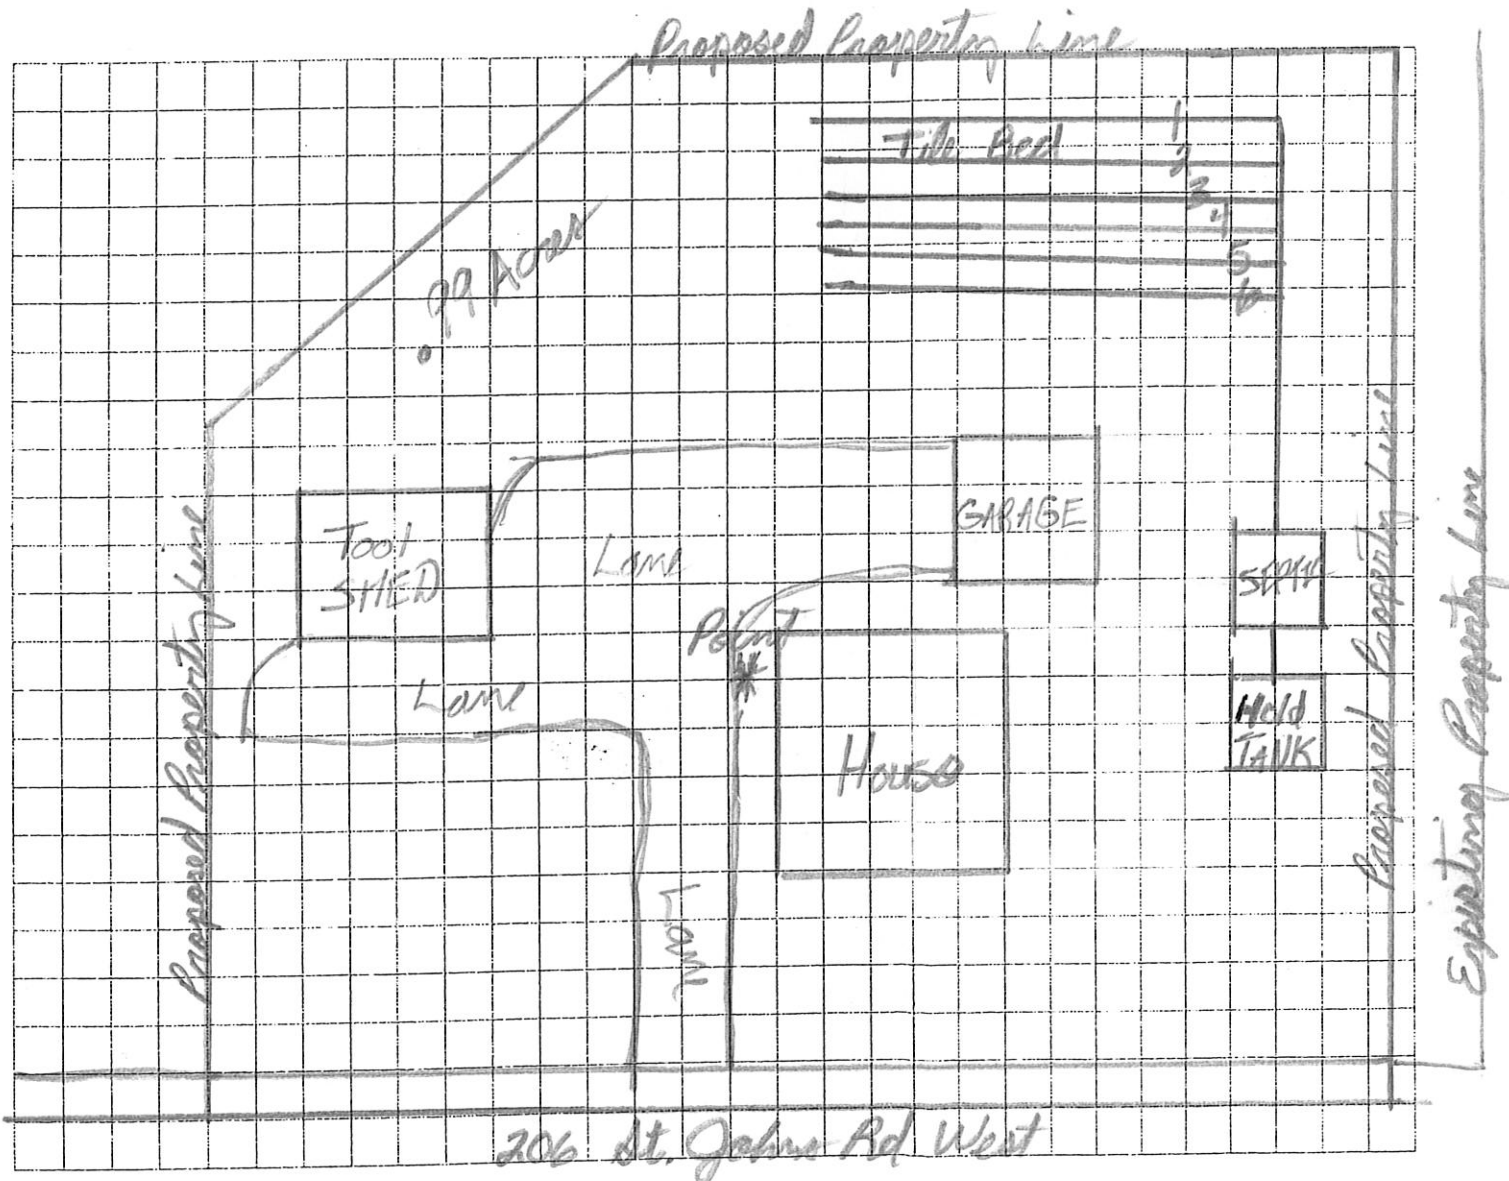 Proposed Property Line
Tile Bed
1
2
3
4
5
6
.99 Acres
Tool
SHED
Lane
GARAGE
SEPTIC
Point
Lane
House
Hold
TANK
Lane
Proposed Property Line
Proposed Property Line
Existing Property Line
206 St. Johns Rd West